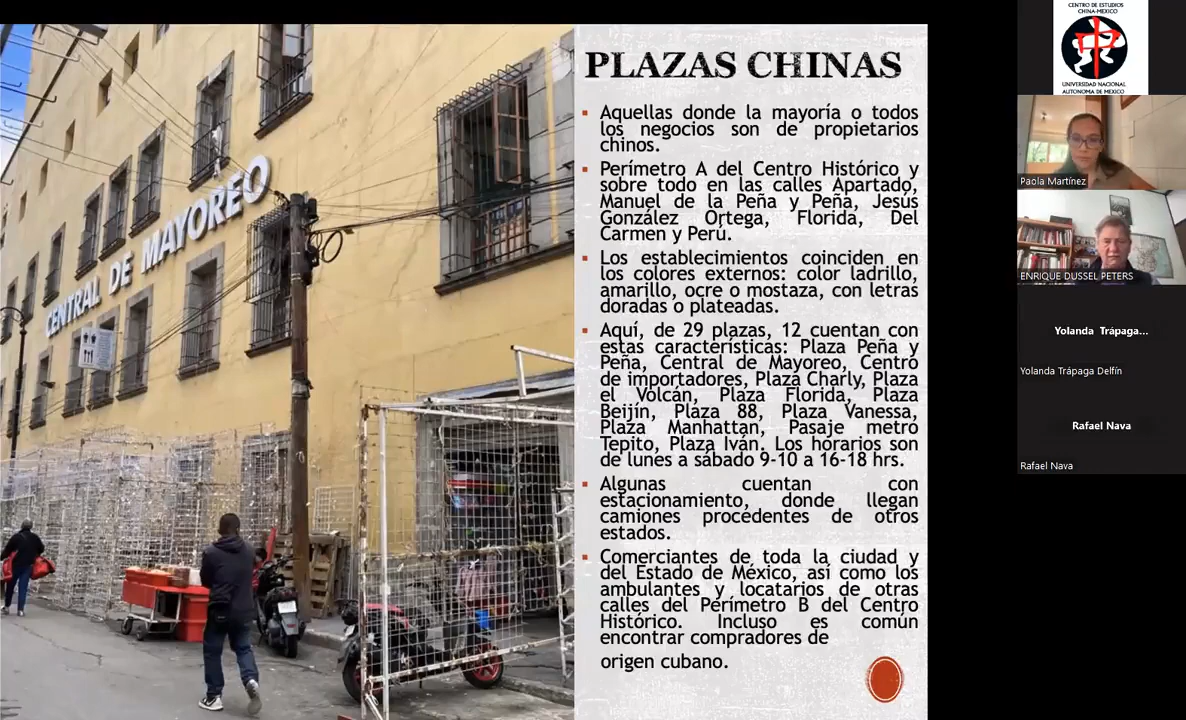 CENTRAL DE MAYOREO
PLAZAS CHINAS
Aquellas donde la mayoría o todos
los negocios son de propietarios
chinos.
Perímetro A del Centro Histórico y
sobre todo en las calles Apartado,
Manuel de la Peña y Peña, Jesús
González Ortega, Florida, Del
Carmen y Perú.
Los establecimientos coinciden en
los colores externos: color ladrillo,
amarillo, ocre o mostaza, con letras
doradas o plateadas.
Aquí, de 29 plazas, 12 cuentan con
estas características: Plaza Peña y
Peña, Central de Mayoreo, Centro
de importadores, Plaza Charly, Plaza
el Volcán, Plaza Florida, Plaza
Beijín, Plaza 88, Plaza Vanessa,
Plaza Manhattan, Pasaje metro
Tepito, Plaza Iván. Los horarios son
de lunes a sábado 9-10 a 16-18 hrs.
Algunas cuentan con
estacionamiento, donde llegan
camiones procedentes de otros
estados.
Comerciantes de toda la ciudad y
del Estado de México, así como los
ambulantes y locatarios de otras
calles del Perímetro B del Centro
Histórico. Incluso es común
encontrar compradores de
origen cubano.
CENTRO DE ESTUDIOS
CHINA-MEXICO
UNIVERSIDAD NACIONAL
AUTONOMA DE MEXICO
Paola Martínez
ENRIQUE DUSSEL PETERS
Yolanda Trápaga...
Yolanda Trápaga Delfín
Rafael Nava
Rafael Nava